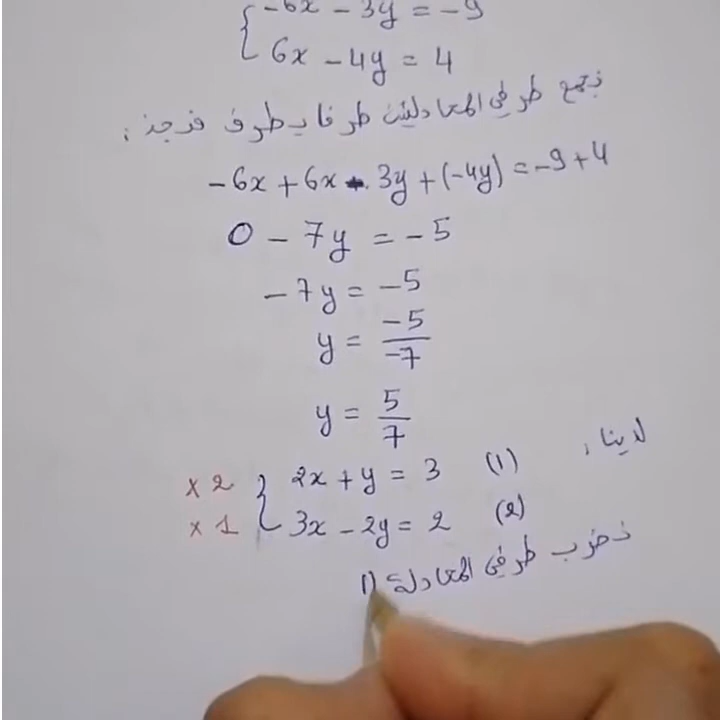 -6x - 3y = -9
6x - 4y = 4
نجمع طرفي المعادلتين طرفا بطرف فنجد :
-6x + 6x - 3y + (-4y) = -9 + 4
0 - 7y = -5
-7y = -5
y = -5/-7
y = 5/7
لدينا :
x 2 { 2x + y = 3 (1)
x 1 { 3x - 2y = 2 (2)
نضرب طرفي المعادلة (1